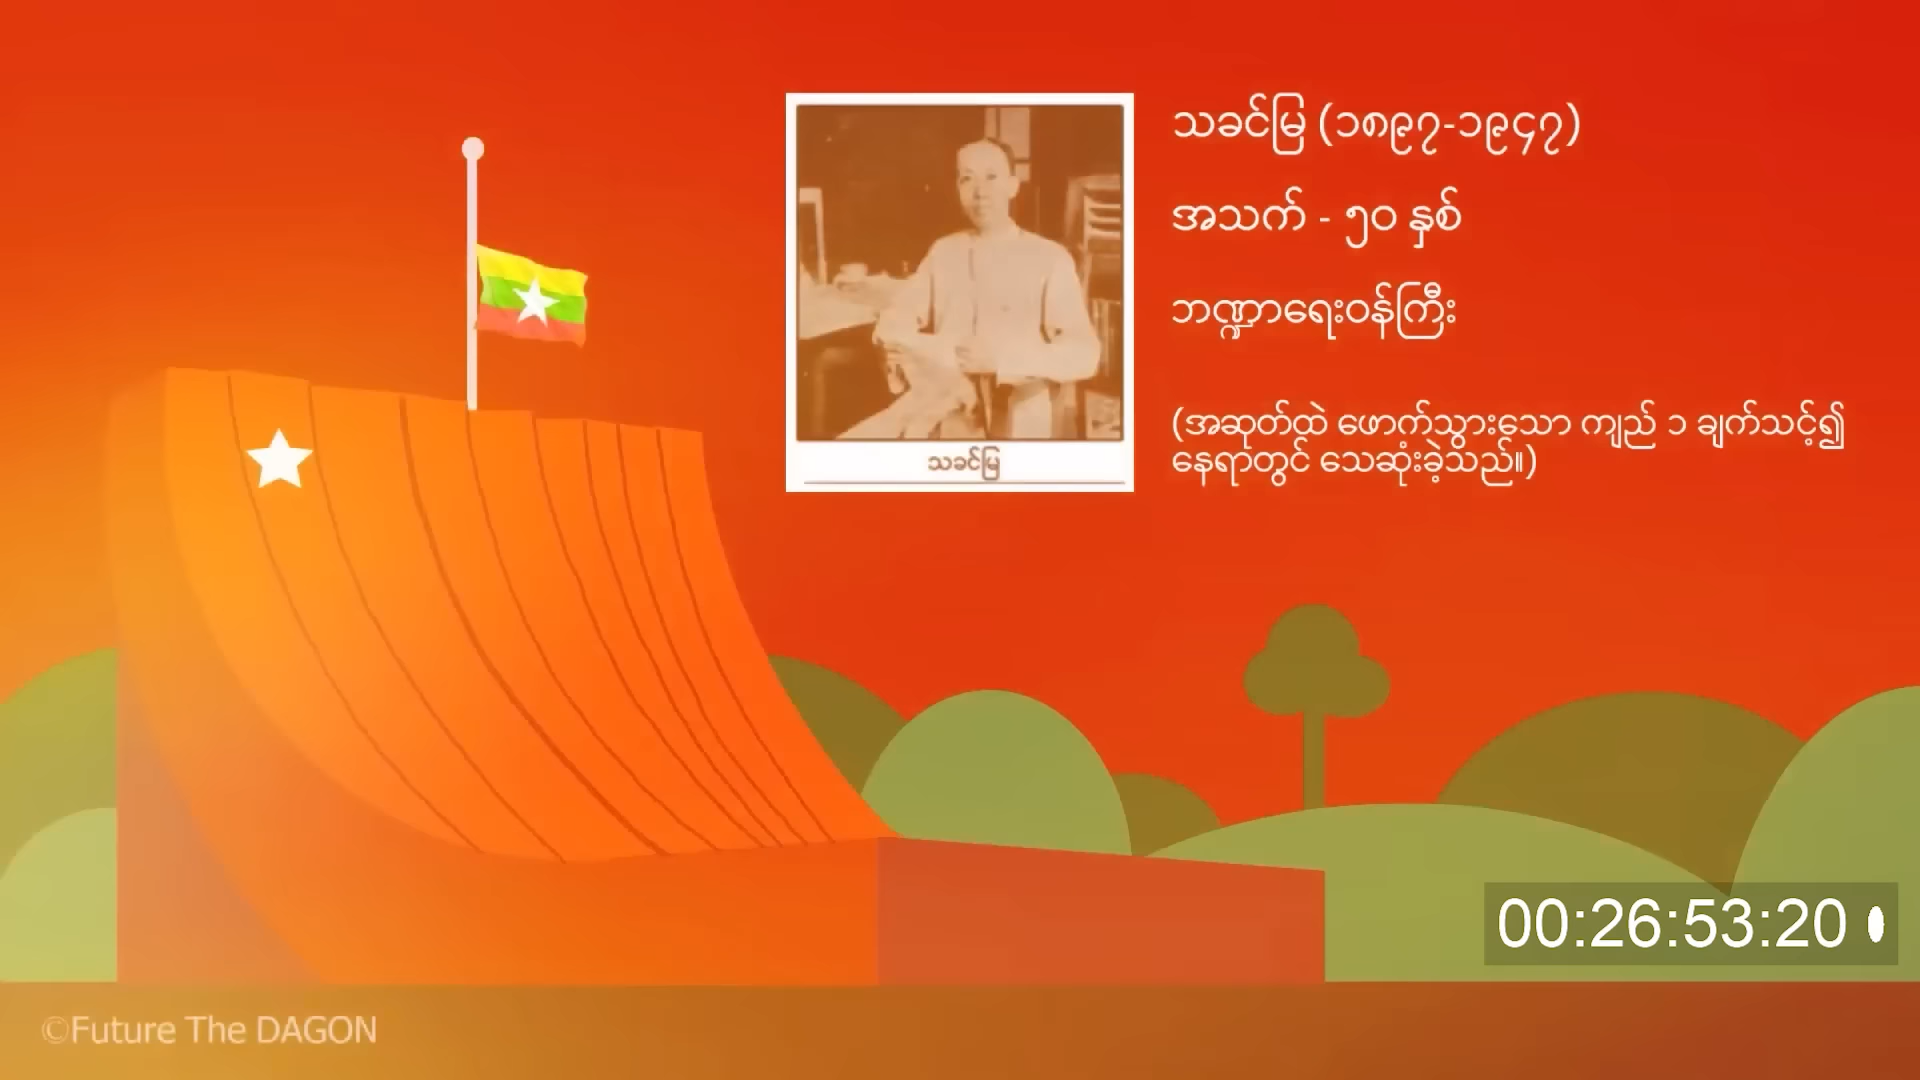 သခင်မြ (၁၈၉၇-၁၉၄၇)
အသက် - ၅၀ နှစ်
ဘဏ္ဍာရေးဝန်ကြီး
(အဆုတ်ထဲ ဖောက်သွားသော ကျည် ၁ ချက်သင့်၍
နေရာတွင် သေဆုံးခဲ့သည်။)
သခင်မြ
00:26:53:20
©Future The DAGON